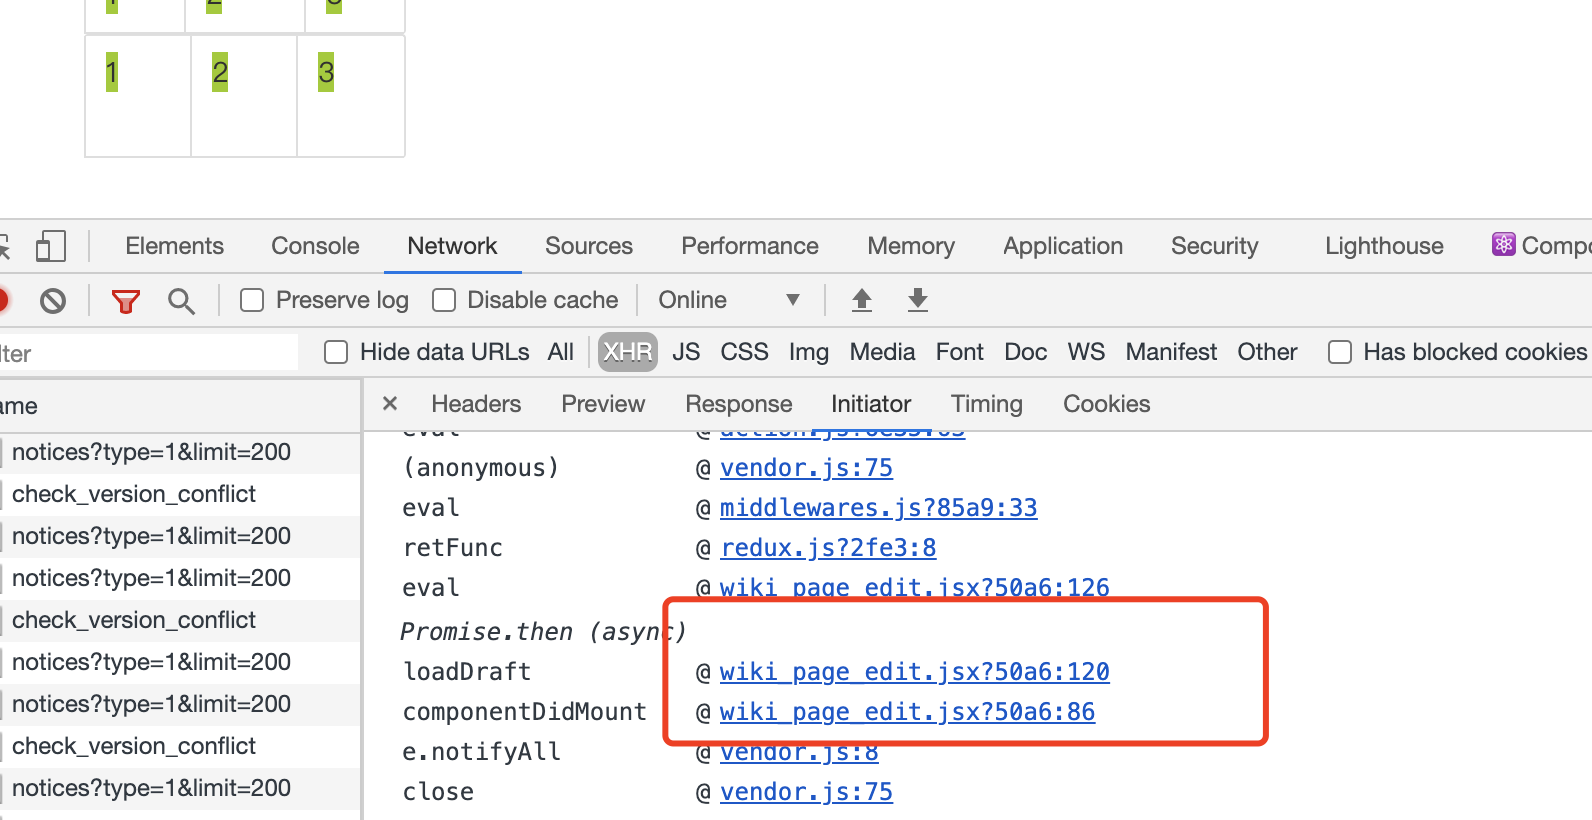 1 2 3
1 2 3
Elements Console Network Sources Performance Memory Application Security Lighthouse Compo
Preserve log Disable cache Online
lter Hide data URLs All XHR JS CSS Img Media Font Doc WS Manifest Other Has blocked cookies
ame × Headers Preview Response Initiator Timing Cookies
notices?type=1&limit=200
check_version_conflict
notices?type=1&limit=200
notices?type=1&limit=200
check_version_conflict
notices?type=1&limit=200
notices?type=1&limit=200
check_version_conflict
notices?type=1&limit=200
eval @
(anonymous) @ vendor.js:75
eval @ middlewares.js?85a9:33
retFunc @ redux.js?2fe3:8
eval @ wiki_page_edit.jsx?50a6:126
Promise.then (async)
loadDraft @ wiki_page_edit.jsx?50a6:120
componentDidMount @ wiki_page_edit.jsx?50a6:86
e.notifyAll @ vendor.js:8
close @ vendor.js:75